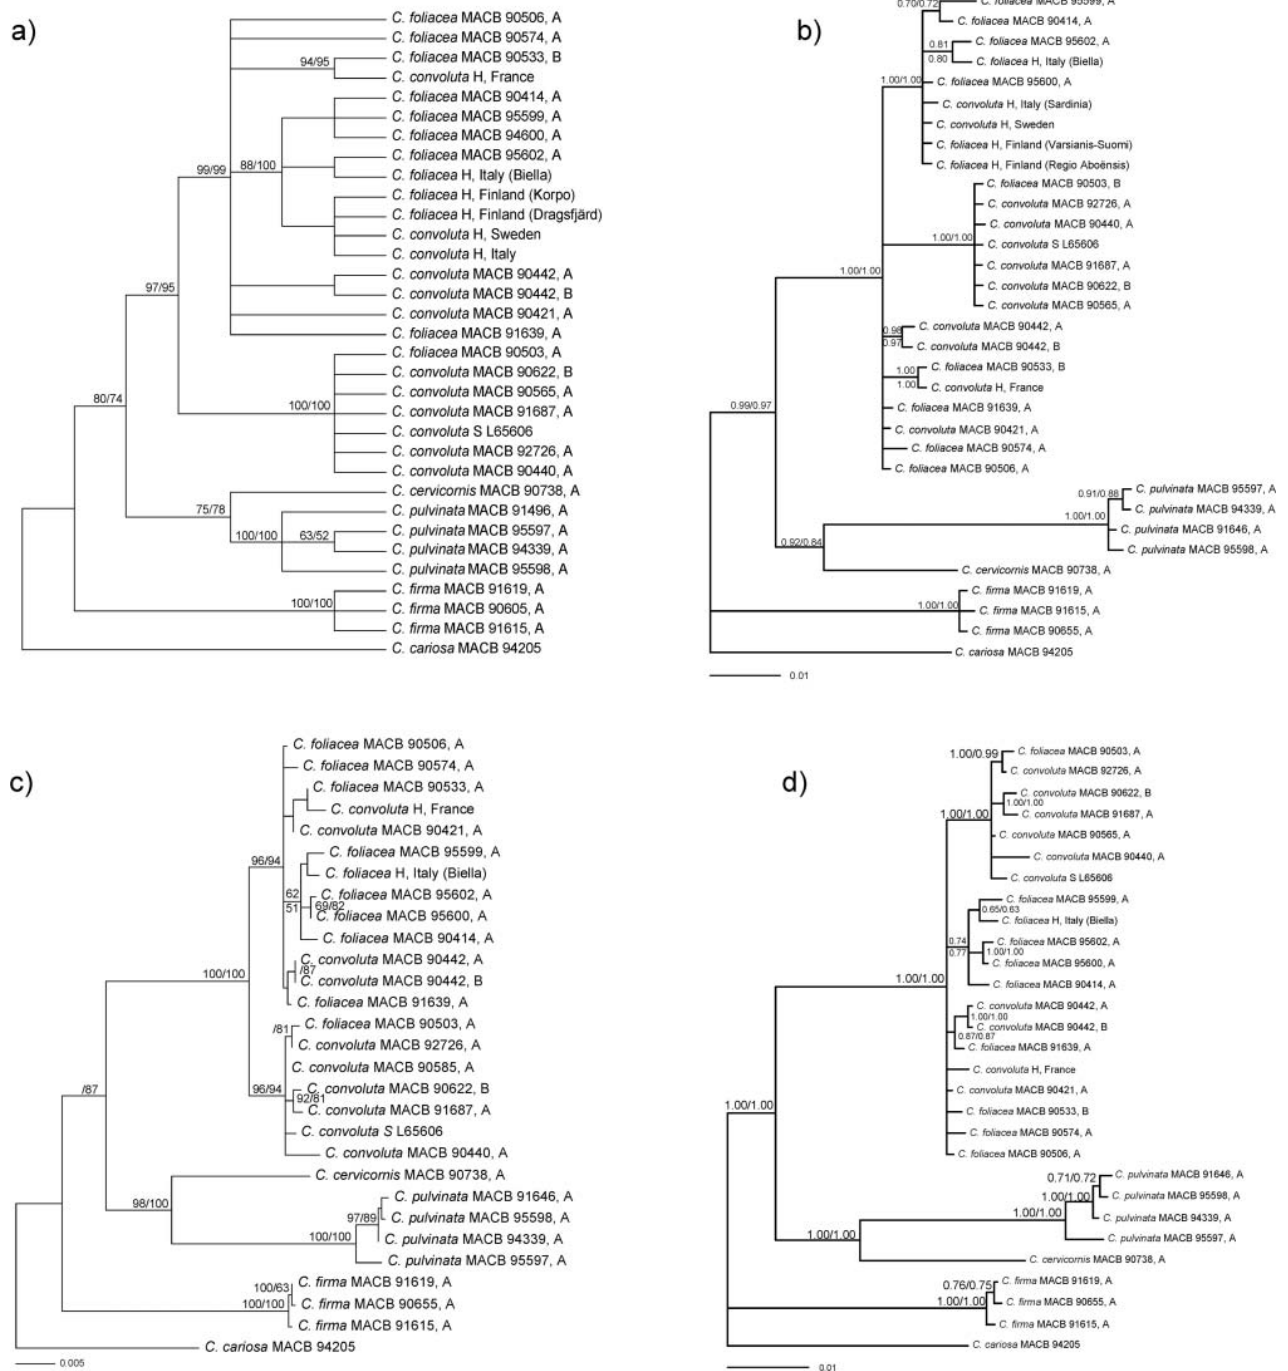 a)
C. foliacea MACB 90506, A
C. foliacea MACB 90574, A
C. foliacea MACB 90533, B
94/95
C. convoluta H, France
C. foliacea MACB 90414, A
C. foliacea MACB 95599, A
C. foliacea MACB 94600, A
C. foliacea MACB 95602, A
99/99
88/100
C. foliacea H, Italy (Biella)
C. foliacea H, Finland (Korpo)
C. foliacea H, Finland (Dragsfjärd)
C. convoluta H, Sweden
C. convoluta H, Italy
C. convoluta MACB 90442, A
97/95
C. convoluta MACB 90442, B
C. convoluta MACB 90421, A
C. foliacea MACB 91639, A
C. foliacea MACB 90503, A
C. convoluta MACB 90622, B
C. convoluta MACB 90565, A
80/74
100/100
C. convoluta MACB 91687, A
C. convoluta S L65606
C. convoluta MACB 92726, A
C. convoluta MACB 90440, A
C. cervicornis MACB 90738, A
75/78
C. pulvinata MACB 91496, A
100/100
63/52
C. pulvinata MACB 95597, A
C. pulvinata MACB 94339, A
C. pulvinata MACB 95598, A
C. firma MACB 91619, A
100/100
C. firma MACB 90605, A
C. firma MACB 91615, A
C. cariosa MACB 94205
b)
0.70/0.72
C. foliacea MACB 95599, A
C. foliacea MACB 90414, A
0.81
0.80
C. foliacea MACB 95602, A
C. foliacea H, Italy (Biella)
1.00/1.00
C. foliacea MACB 95600, A
C. convoluta H, Italy (Sardinia)
C. convoluta H, Sweden
C. foliacea H, Finland (Varsianis-Suomi)
C. foliacea H, Finland (Regio Aboënsis)
C. foliacea MACB 90503, B
C. convoluta MACB 92726, A
C. convoluta MACB 90440, A
1.00/1.00
C. convoluta S L65606
C. convoluta MACB 91687, A
1.00/1.00
C. convoluta MACB 90622, B
C. convoluta MACB 90565, A
0.98
0.97
C. convoluta MACB 90442, A
C. convoluta MACB 90442, B
1.00
1.00
C. foliacea MACB 90533, B
C. convoluta H, France
0.99/0.97
C. foliacea MACB 91639, A
C. convoluta MACB 90421, A
C. foliacea MACB 90574, A
C. foliacea MACB 90506, A
0.91/0.88
C. pulvinata MACB 95597, A
C. pulvinata MACB 94339, A
1.00/1.00
C. pulvinata MACB 91646, A
0.92/0.84
C. pulvinata MACB 95598, A
C. cervicornis MACB 90738, A
C. firma MACB 91619, A
1.00/1.00
C. firma MACB 91615, A
C. firma MACB 90655, A
C. cariosa MACB 94205
0.01
c)
C. foliacea MACB 90506, A
C. foliacea MACB 90574, A
C. foliacea MACB 90533, A
C. convoluta H, France
C. convoluta MACB 90421, A
C. foliacea MACB 95599, A
96/94
C. foliacea H, Italy (Biella)
62
51
C. foliacea MACB 95602, A
69/82
C. foliacea MACB 95600, A
C. foliacea MACB 90414, A
C. convoluta MACB 90442, A
/87
100/100
C. convoluta MACB 90442, B
C. foliacea MACB 91639, A
/81
C. foliacea MACB 90503, A
C. convoluta MACB 92726, A
C. convoluta MACB 90585, A
/87
96/94
C. convoluta MACB 90622, B
92/81
C. convoluta MACB 91687, A
C. convoluta S L65606
C. convoluta MACB 90440, A
C. cervicornis MACB 90738, A
98/100
C. pulvinata MACB 91646, A
97/89
C. pulvinata MACB 95598, A
100/100
C. pulvinata MACB 94339, A
C. pulvinata MACB 95597, A
100/63
C. firma MACB 91619, A
100/100
C. firma MACB 90655, A
C. firma MACB 91615, A
C. cariosa MACB 94205
0.005
d)
1.00/0.99
C. foliacea MACB 90503, A
C. convoluta MACB 92726, A
C. convoluta MACB 90622, B
1.00/1.00
1.00/1.00
C. convoluta MACB 91687, A
C. convoluta MACB 90565, A
C. convoluta MACB 90440, A
C. convoluta S L65606
C. foliacea MACB 95599, A
0.65/0.63
C. foliacea H, Italy (Biella)
0.74
0.77
C. foliacea MACB 95602, A
1.00/1.00
C. foliacea MACB 95600, A
1.00/1.00
C. foliacea MACB 90414, A
C. convoluta MACB 90442, A
1.00/1.00
C. convoluta MACB 90442, B
0.87/0.87
C. foliacea MACB 91639, A
C. convoluta H, France
C. convoluta MACB 90421, A
1.00/1.00
C. foliacea MACB 90533, B
C. foliacea MACB 90574, A
C. foliacea MACB 90506, A
0.71/0.72
C. pulvinata MACB 91646, A
1.00/1.00
C. pulvinata MACB 95598, A
1.00/1.00
C. pulvinata MACB 94339, A
1.00/1.00
C. pulvinata MACB 95597, A
C. cervicornis MACB 90738, A
0.76/0.75
C. firma MACB 91619, A
1.00/1.00
C. firma MACB 90655, A
C. firma MACB 91615, A
C. cariosa MACB 94205
0.01